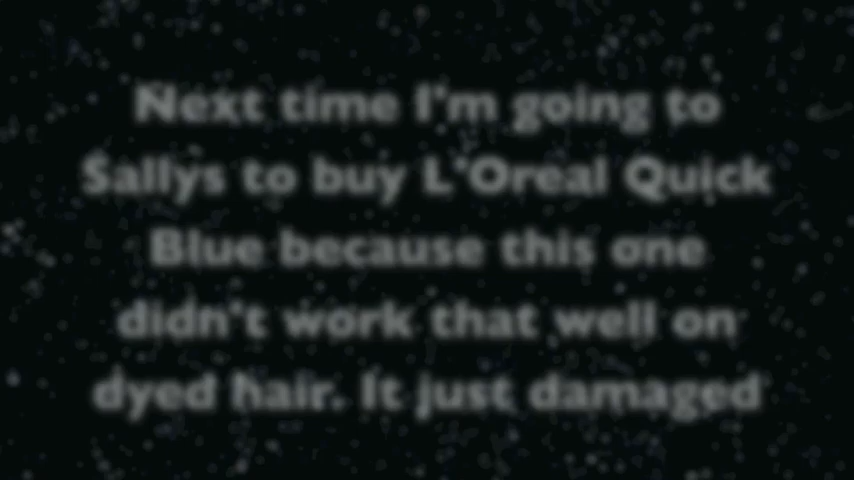 Next time I'm going to
Sallys to buy L'Oreal Quick
Blue because this one
didn't work that well on
dyed hair. It just damaged